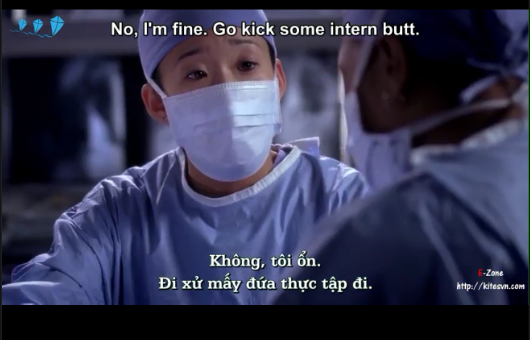 No, I'm fine. Go kick some intern butt.
Không, tôi ổn.
Đi xử mấy đứa thực tập đi.
E-Zone
http://kitesvn.com